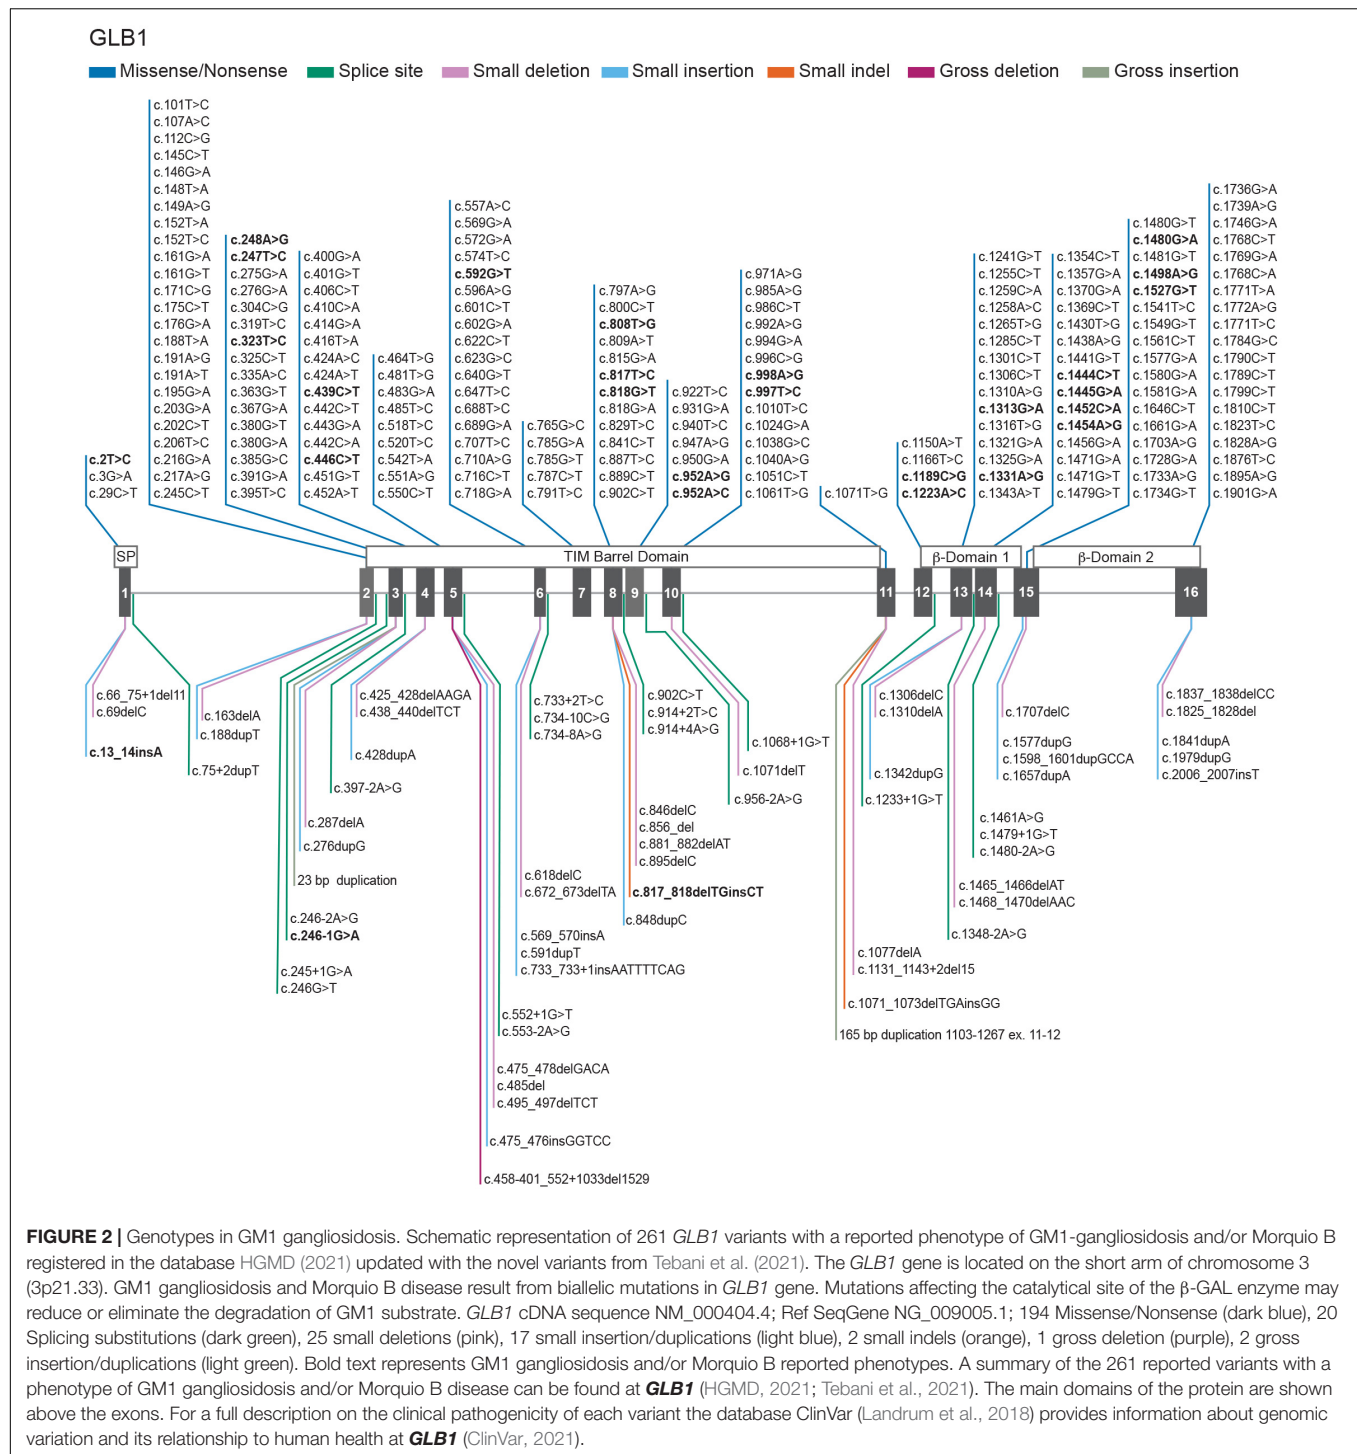 GLB1
Missense/Nonsense Splice site Small deletion Small insertion Small indel Gross deletion Gross insertion
c.101T>C
c.107A>C
c.112C>G
c.145C>T
c.146G>A
c.148T>A
c.149A>G
c.152T>A
c.152T>C
c.161G>A
c.161G>T
c.171C>G
c.175C>T
c.176G>A
c.188T>A
c.191A>G
c.191A>T
c.195G>A
c.203G>A
c.202C>T
c.206T>C
c.216G>A
c.217A>G
c.245C>T
c.2T>C
c.3G>A
c.29C>T
c.248A>G
c.247T>C
c.275G>A
c.276G>A
c.304C>G
c.319T>C
c.323T>C
c.325C>T
c.335A>C
c.363G>T
c.367G>A
c.380G>T
c.380G>A
c.385G>C
c.391G>A
c.395T>C
c.400G>A
c.401G>T
c.406C>T
c.410C>A
c.414G>A
c.416T>A
c.424A>C
c.424A>T
c.439C>T
c.442C>T
c.443G>A
c.442C>A
c.446C>T
c.451G>T
c.452A>T
c.464T>G
c.481T>G
c.483G>A
c.485T>C
c.518T>C
c.520T>C
c.542T>A
c.551A>G
c.550C>T
c.557A>C
c.569G>A
c.572G>A
c.574T>C
c.592G>T
c.596A>G
c.601C>T
c.602G>A
c.622C>T
c.623G>C
c.640G>T
c.647T>C
c.688T>C
c.689G>A
c.707T>C
c.710A>G
c.716C>T
c.718G>A
c.765G>C
c.785G>A
c.785G>T
c.787C>T
c.791T>C
c.797A>G
c.800C>T
c.808T>G
c.809A>T
c.815G>A
c.817T>C
c.818G>T
c.818G>A
c.829T>C
c.841C>T
c.887T>C
c.889C>T
c.902C>T
c.922T>C
c.931G>A
c.940T>C
c.947A>G
c.950G>A
c.952A>G
c.952A>C
c.971A>G
c.985A>G
c.986C>T
c.992A>G
c.994G>A
c.996C>G
c.998A>G
c.997T>C
c.1010T>C
c.1024G>A
c.1038G>C
c.1040A>G
c.1051C>T
c.1061T>G
c.1071T>G
c.1150A>T
c.1166T>C
c.1189C>G
c.1223A>C
c.1241G>T
c.1255C>T
c.1259C>A
c.1258A>C
c.1265T>G
c.1285C>T
c.1301C>T
c.1306C>T
c.1310A>G
c.1313G>A
c.1316T>G
c.1321G>A
c.1325G>A
c.1331A>G
c.1343A>T
c.1354C>T
c.1357G>A
c.1370G>A
c.1369C>T
c.1430T>G
c.1438A>G
c.1441G>T
c.1444C>T
c.1445G>A
c.1452C>A
c.1454A>G
c.1456G>A
c.1471G>A
c.1471G>T
c.1479G>T
c.1480G>T
c.1480G>A
c.1481G>T
c.1498A>G
c.1527G>T
c.1541T>C
c.1549G>T
c.1561C>T
c.1577G>A
c.1580G>A
c.1581G>A
c.1646C>T
c.1661G>A
c.1703A>G
c.1728G>A
c.1733A>G
c.1734G>T
c.1736G>A
c.1739A>G
c.1746G>A
c.1768C>T
c.1769G>A
c.1768C>A
c.1771T>A
c.1772A>G
c.1771T>C
c.1784G>C
c.1790C>T
c.1789C>T
c.1799C>T
c.1810C>T
c.1823T>C
c.1828A>G
c.1876T>C
c.1895A>G
c.1901G>A
SP TIM Barrel Domain β-Domain 1 β-Domain 2
1 2 3 4 5 6 7 8 9 10 11 12 13 14 15 16
c.66_75+1del11
c.69delC
c.13_14insA
c.75+2dupT
c.163delA
c.188dupT
c.425_428delAAGA
c.438_440delTCT
c.428dupA
c.397-2A>G
c.287delA
c.276dupG
23 bp duplication
c.246-2A>G
c.246-1G>A
c.245+1G>A
c.246G>T
c.733+2T>C
c.734-10C>G
c.734-8A>G
c.618delC
c.672_673delTA
c.569_570insA
c.591dupT
c.733_733+1insAATTTTCAG
c.552+1G>T
c.553-2A>G
c.475_478delGACA
c.485del
c.495_497delTCT
c.475_476insGGTCC
c.458-401_552+1033del1529
c.902C>T
c.914+2T>C
c.914+4A>G
c.846delC
c.856_del
c.881_882delAT
c.895delC
c.817_818delTGinsCT
c.848dupC
c.1068+1G>T
c.1071delT
c.956-2A>G
c.1306delC
c.1310delA
c.1342dupG
c.1233+1G>T
c.1077delA
c.1131_1143+2del15
c.1071_1073delTGAinsGG
165 bp duplication 1103-1267 ex. 11-12
c.1707delC
c.1577dupG
c.1598_1601dupGCCA
c.1657dupA
c.1461A>G
c.1479+1G>T
c.1480-2A>G
c.1465_1466delAT
c.1468_1470delAAC
c.1348-2A>G
c.1837_1838delCC
c.1825_1828del
c.1841dupA
c.1979dupG
c.2006_2007insT
FIGURE 2 | Genotypes in GM1 gangliosidosis. Schematic representation of 261 GLB1 variants with a reported phenotype of GM1-gangliosidosis and/or Morquio B
registered in the database HGMD (2021) updated with the novel variants from Tebani et al. (2021). The GLB1 gene is located on the short arm of chromosome 3
(3p21.33). GM1 gangliosidosis and Morquio B disease result from biallelic mutations in GLB1 gene. Mutations affecting the catalytical site of the β-GAL enzyme may
reduce or eliminate the degradation of GM1 substrate. GLB1 cDNA sequence NM_000404.4; Ref SeqGene NG_009005.1; 194 Missense/Nonsense (dark blue), 20
Splicing substitutions (dark green), 25 small deletions (pink), 17 small insertion/duplications (light blue), 2 small indels (orange), 1 gross deletion (purple), 2 gross
insertion/duplications (light green). Bold text represents GM1 gangliosidosis and/or Morquio B reported phenotypes. A summary of the 261 reported variants with a
phenotype of GM1 gangliosidosis and/or Morquio B disease can be found at GLB1 (HGMD, 2021; Tebani et al., 2021). The main domains of the protein are shown
above the exons. For a full description on the clinical pathogenicity of each variant the database ClinVar (Landrum et al., 2018) provides information about genomic
variation and its relationship to human health at GLB1 (ClinVar, 2021).